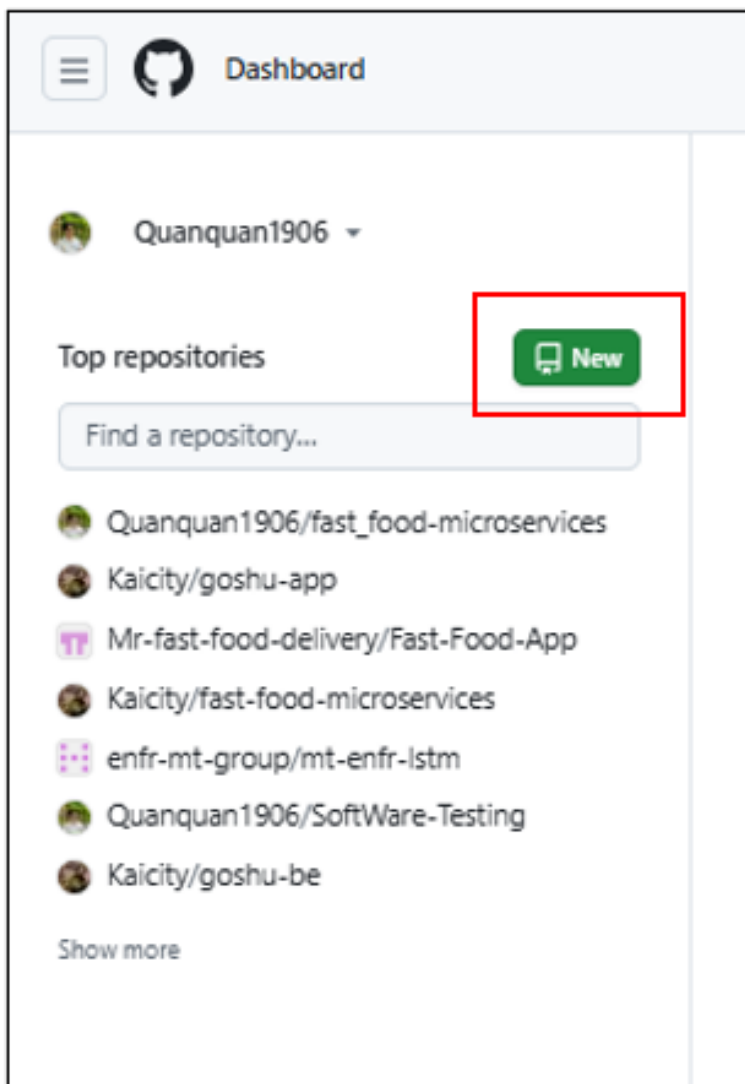 Dashboard
Quanquan1906
Top repositories
New
Find a repository...
Quanquan1906/fast_food-microservices
Kaicity/goshu-app
Mr-fast-food-delivery/Fast-Food-App
Kaicity/fast-food-microservices
enfr-mt-group/mt-enfr-lstm
Quanquan1906/SoftWare-Testing
Kaicity/goshu-be
Show more